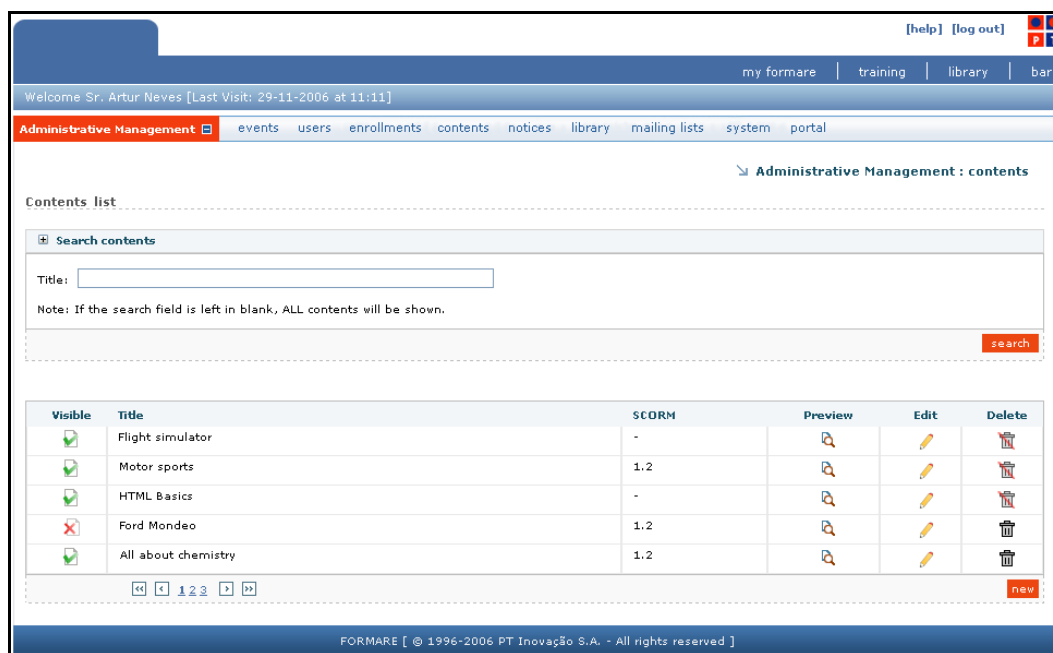 [help] [log out]
P
my formare training library bar
Welcome Sr. Artur Neves [Last Visit: 29-11-2006 at 11:11]
Administrative Management events users enrollments contents notices library mailing lists system portal
Administrative Management : contents
Contents list
Search contents
Title:
Note: If the search field is left in blank, ALL contents will be shown.
search
Visible Title SCORM Preview Edit Delete
Flight simulator -
Motor sports 1.2
HTML Basics -
Ford Mondeo 1.2
All about chemistry 1.2
1 2 3
new
FORMARE [ © 1996-2006 PT Inovação S.A. - All rights reserved ]